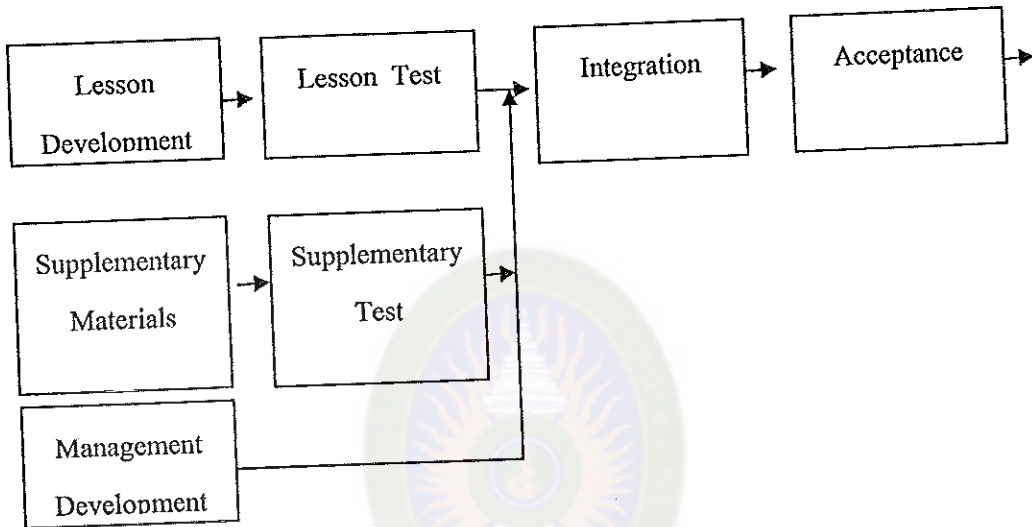 Lesson
Development
Lesson Test
Integration
Acceptance
Supplementary
Materials
Supplementary
Test
Management
Development